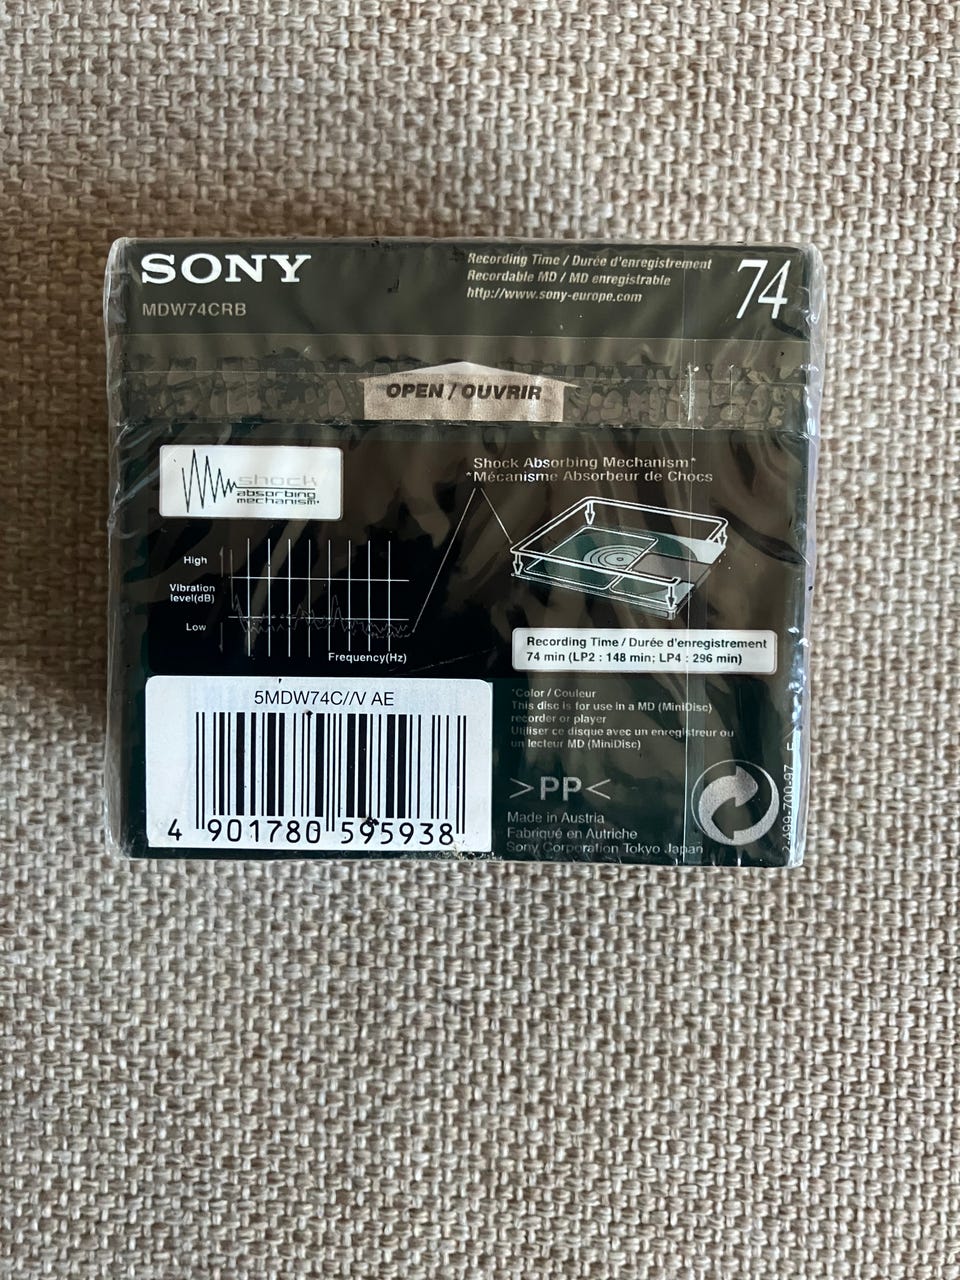 SONY
MDW74CRB
Recording Time / Durée d'enregistrement
Recordable MD / MD enregistrable
http://www.sony-europe.com
74
OPEN / OUVRIR
shock
absorbing
mechanism*
Shock Absorbing Mechanism*
*Mécanisme Absorbeur de Chocs
High
Vibration
level(dB)
Low
Frequency(Hz)
Recording Time / Durée d'enregistrement
74 min (LP2 : 148 min; LP4 : 296 min)
5MDW74C//V AE
4 901780 595938
*Color / Couleur
This disc is for use in a MD (MiniDisc)
recorder or player
Utiliser ce disque avec un enregistreur ou
un lecteur MD (MiniDisc)
>PP<
Made in Austria
Fabriqué en Autriche
Sony Corporation Tokyo Japan
2-499-700-97